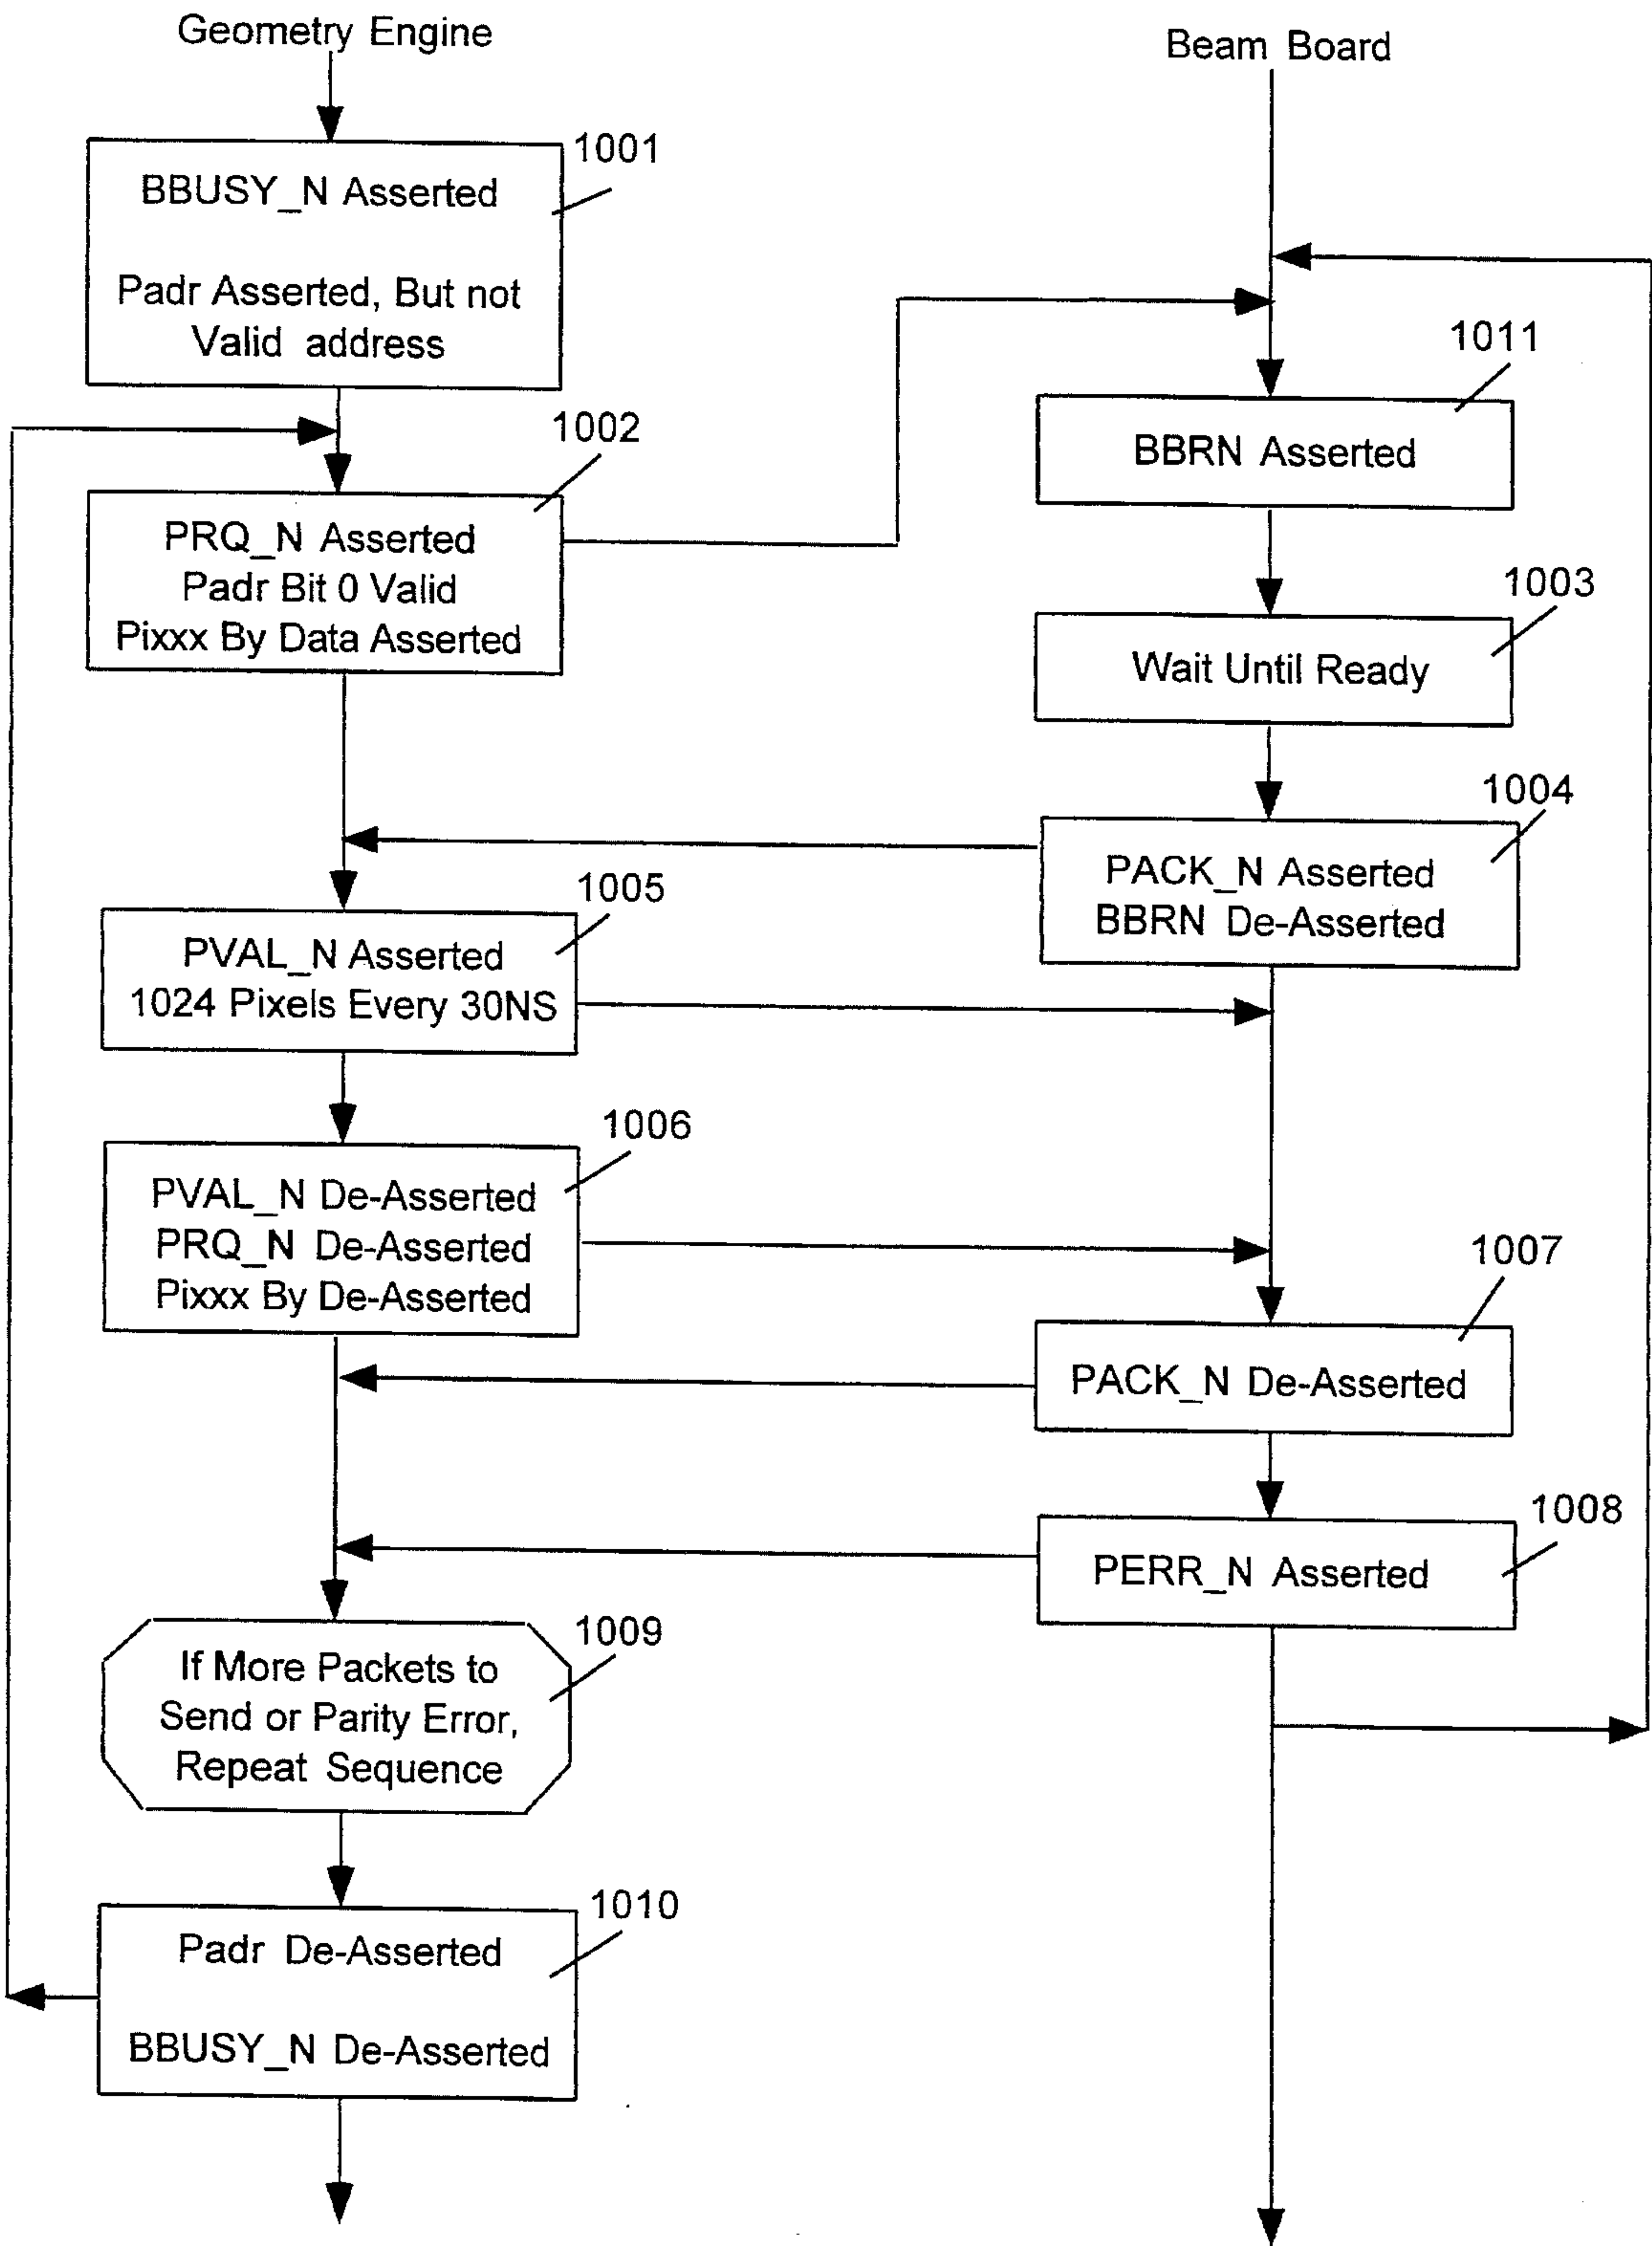 Geometry Engine
Beam Board
1001
BBUSY_N Asserted
Padr Asserted, But not
Valid address
1011
BBRN Asserted
1002
PRQ_N Asserted
Padr Bit 0 Valid
Pixxx By Data Asserted
1003
Wait Until Ready
1004
PACK_N Asserted
BBRN De-Asserted
1005
PVAL_N Asserted
1024 Pixels Every 30NS
1006
PVAL_N De-Asserted
PRQ_N De-Asserted
Pixxx By De-Asserted
1007
PACK_N De-Asserted
1008
PERR_N Asserted
1009
If More Packets to
Send or Parity Error,
Repeat Sequence
1010
Padr De-Asserted
BBUSY_N De-Asserted